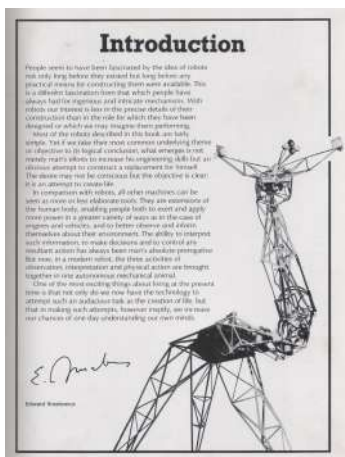 Introduction
People seem to have been fascinated by the idea of robots
not only long before they existed but long before any
practical means for constructing them were available. This
is a different fascination from that which people have
always had for ingenious and intricate mechanisms. With
robots our interest is less in the precise details of their
construction than in the role for which they have been
designed or which we may imagine them performing.
Most of the robots described in this book are fairly
simple. Yet if we take their most common underlying theme
or objective to its logical conclusion, what emerges is not
merely man's efforts to increase his engineering skills but an
obvious attempt to construct a replacement for himself.
The desire may not be conscious but the objective is clear:
it is an attempt to create life.
In comparison with robots, all other machines can be
seen as more or less elaborate tools. They are extensions of
the human body, enabling people both to exert and apply
more power in a greater variety of ways as in the case of
engines and vehicles, and to better observe and inform
themselves about their environment. The ability to interpret
such information, to make decisions and to control any
resultant action has always been man's absolute prerogative.
But now, in a modern robot, the three activities of
observation, interpretation and physical action are brought
together in one autonomous mechanical animal.
One of the most exciting things about living at the present
time is that not only do we now have the technology to
attempt such an audacious task as the creation of life, but
that in making such attempts, however ineptly, we increase
our chances of one day understanding our own minds.
Edward